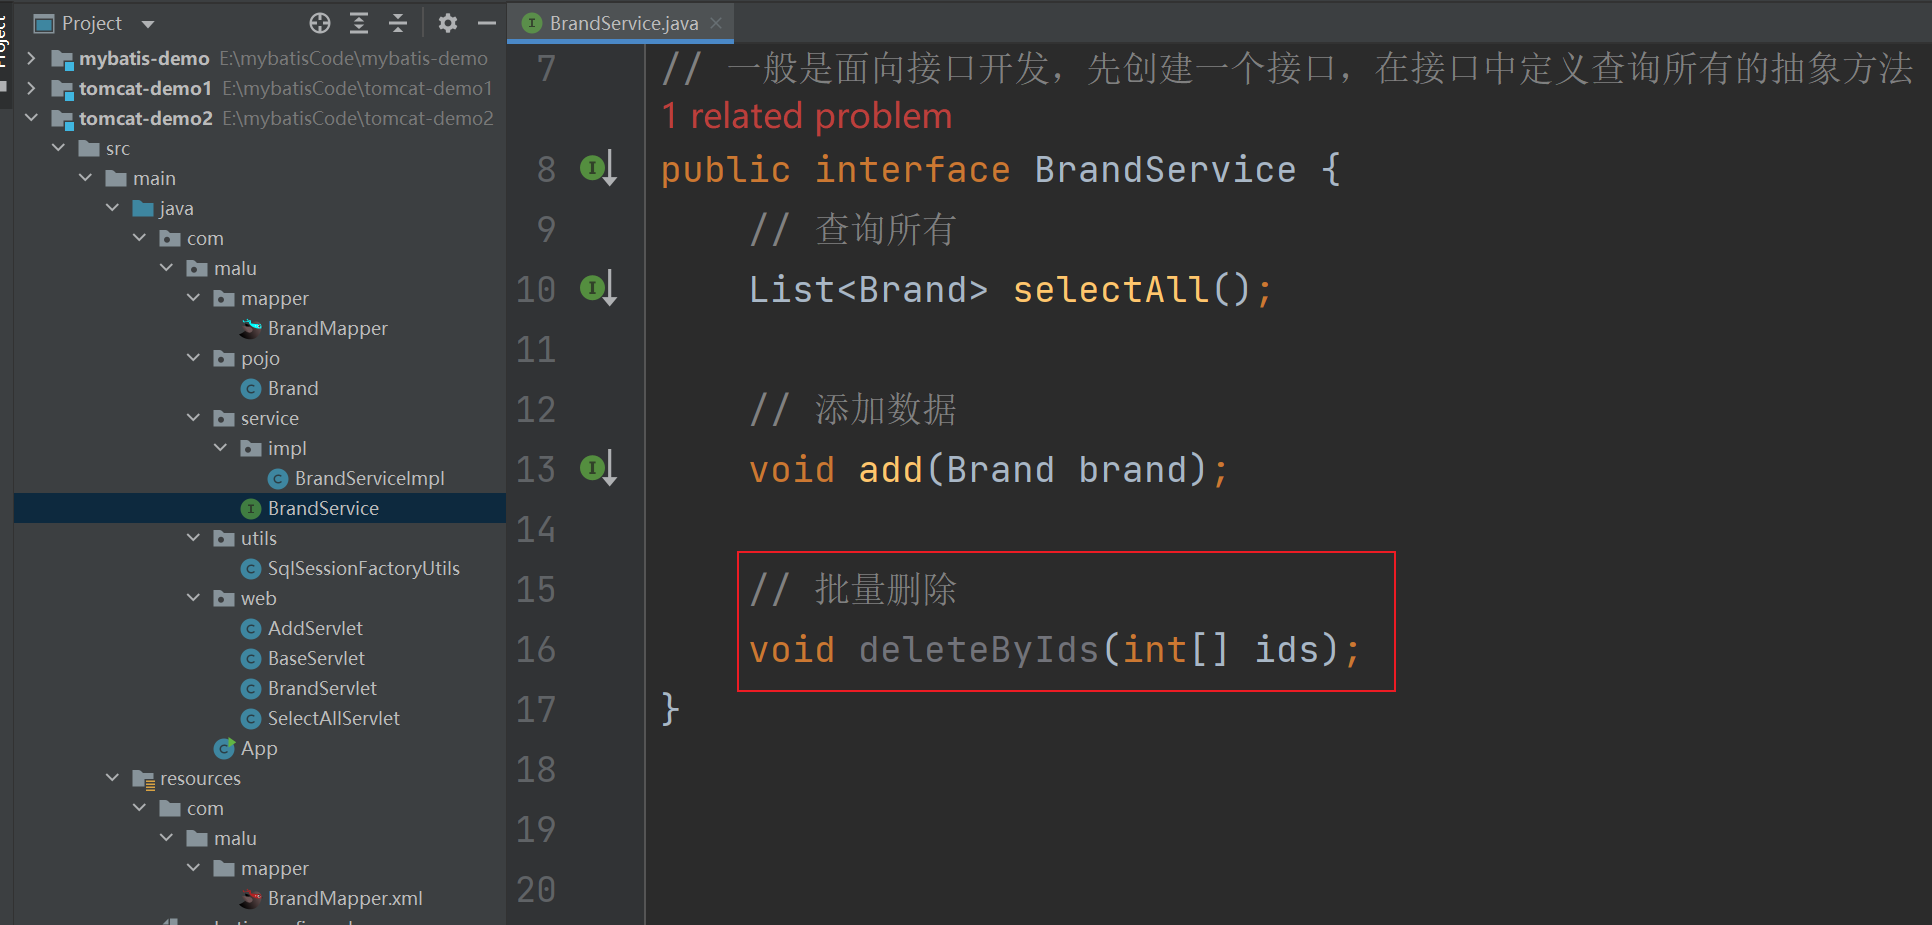 Project
BrandService.java
mybatis-demo E:\mybatisCode\mybatis-demo
tomcat-demo1 E:\mybatisCode\tomcat-demo1
tomcat-demo2 E:\mybatisCode\tomcat-demo2
src
main
java
com
malu
mapper
BrandMapper
pojo
Brand
service
impl
BrandServiceImpl
BrandService
utils
SqlSessionFactoryUtils
web
AddServlet
BaseServlet
BrandServlet
SelectAllServlet
App
resources
com
malu
mapper
BrandMapper.xml
7 // 一般是面向接口开发，先创建一个接口，在接口中定义查询所有的抽象方法
1 related problem
8 public interface BrandService {
9 // 查询所有
10 List<Brand> selectAll();
11
12 // 添加数据
13 void add(Brand brand);
14
15 // 批量删除
16 void deleteByIds(int[] ids);
17 }
18
19
20